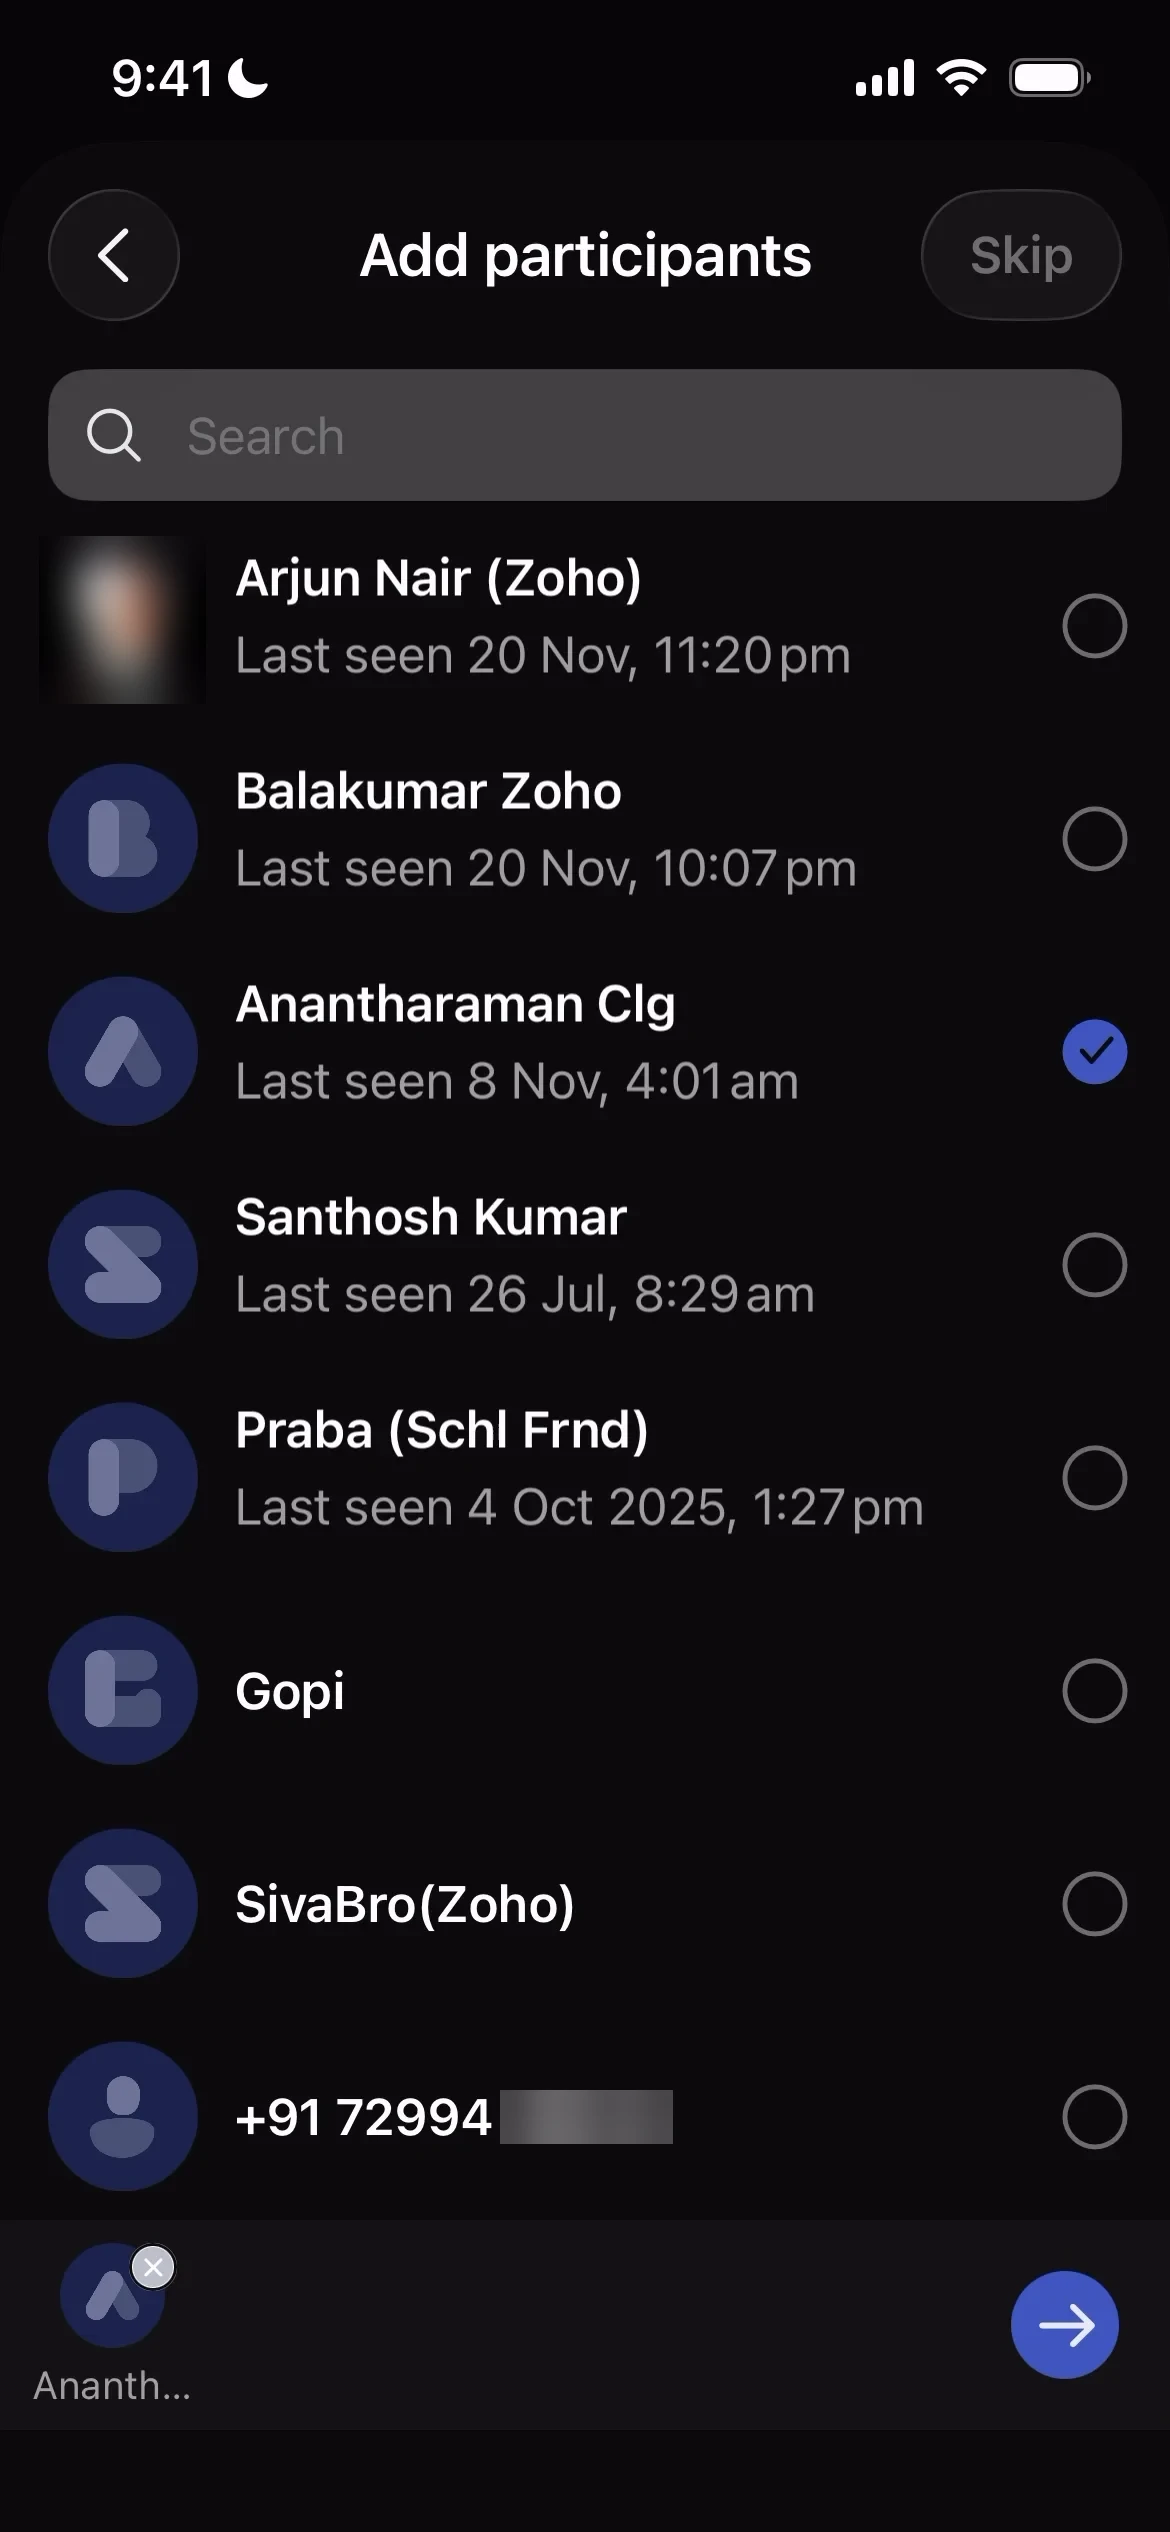 9:41
Add participants
Skip
Search
Arjun Nair (Zoho)
Last seen 20 Nov, 11:20 pm
Balakumar Zoho
Last seen 20 Nov, 10:07 pm
Anantharaman Clg
Last seen 8 Nov, 4:01 am
Santhosh Kumar
Last seen 26 Jul, 8:29 am
Praba (Schl Frnd)
Last seen 4 Oct 2025, 1:27 pm
Gopi
SivaBro(Zoho)
+91 72994
Ananth...